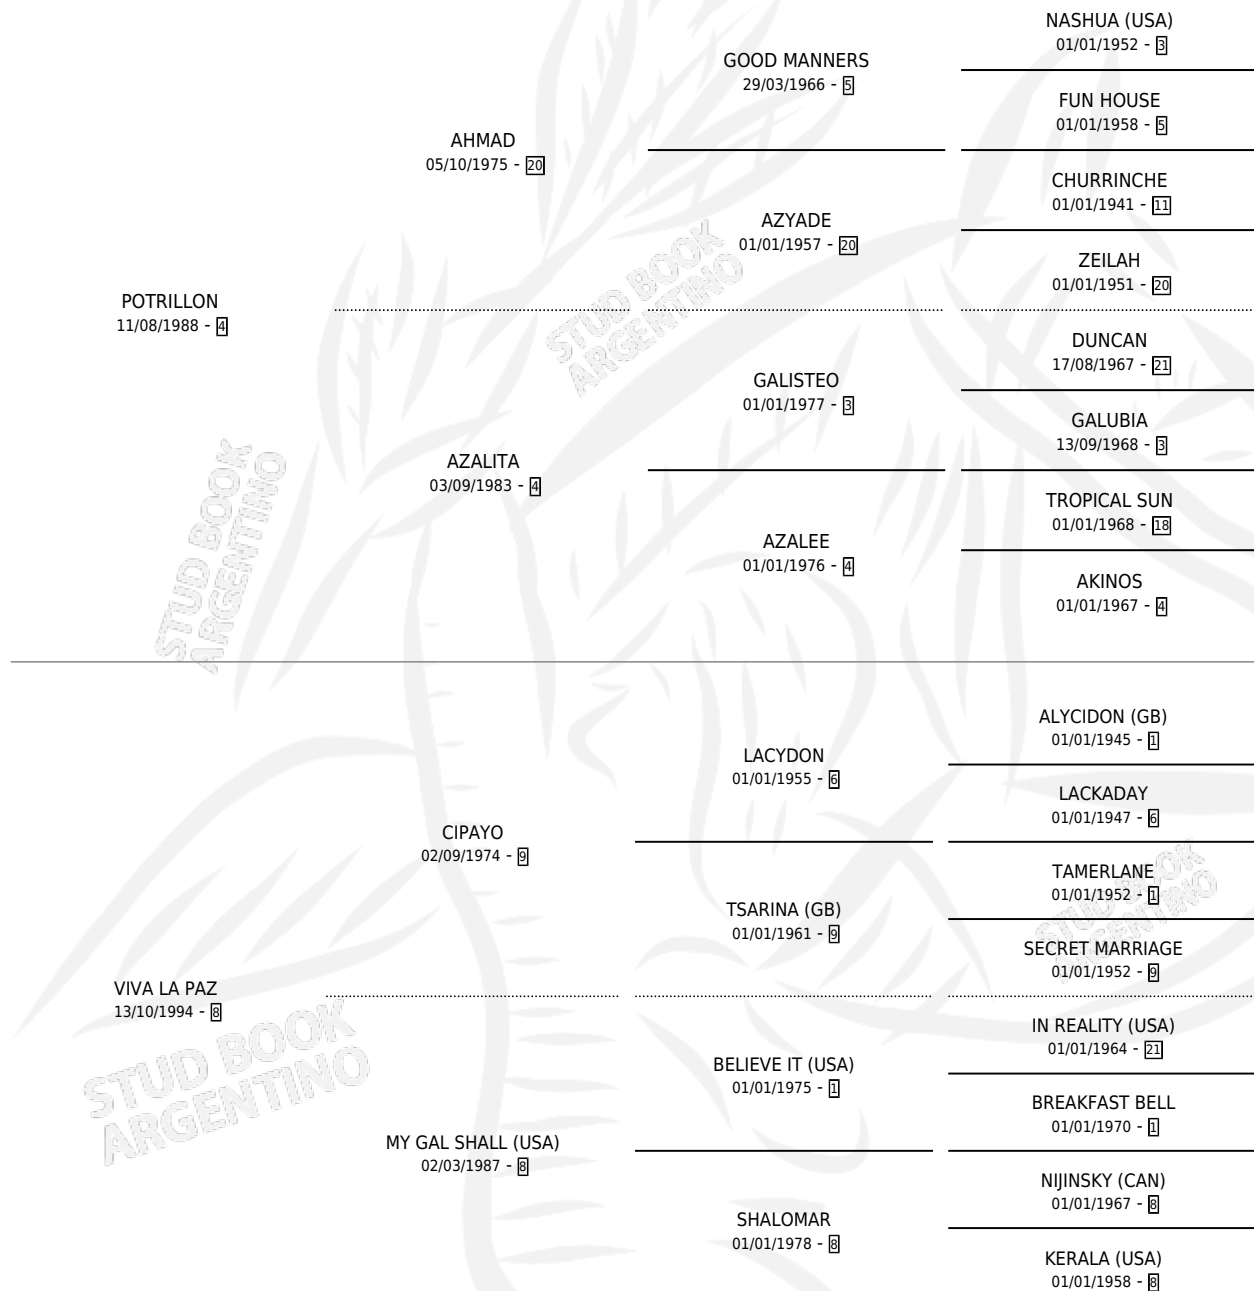 NASHUA (USA)
01/01/1952 - 3
GOOD MANNERS
29/03/1966 - 5
FUN HOUSE
01/01/1958 - 5
AHMAD
05/10/1975 - 20
CHURRINCHE
01/01/1941 - 11
AZYADE
01/01/1957 - 20
ZEILAH
01/01/1951 - 20
POTRILLON
11/08/1988 - 4
STUD BOOK
ARGENTINO
DUNCAN
17/08/1967 - 21
GALISTEO
01/01/1977 - 3
GALUBIA
13/09/1968 - 3
AZALITA
03/09/1983 - 4
TROPICAL SUN
01/01/1968 - 18
AZALEE
01/01/1976 - 4
AKINOS
01/01/1967 - 4
STUD BOOK
ARGENTINO
ALYCIDON (GB)
01/01/1945 - 1
LACYDON
01/01/1955 - 6
LACKADAY
01/01/1947 - 6
CIPAYO
02/09/1974 - 9
TAMERLANE
01/01/1952 - 1
TSARINA (GB)
01/01/1961 - 9
SECRET MARRIAGE
01/01/1952 - 9
STUD BOOK
ARGENTINO
VIVA LA PAZ
13/10/1994 - 8
IN REALITY (USA)
01/01/1964 - 21
BELIEVE IT (USA)
01/01/1975 - 1
BREAKFAST BELL
01/01/1970 - 1
STUD BOOK
ARGENTINO
MY GAL SHALL (USA)
02/03/1987 - 8
NIJINSKY (CAN)
01/01/1967 - 8
SHALOMAR
01/01/1978 - 8
KERALA (USA)
01/01/1958 - 8